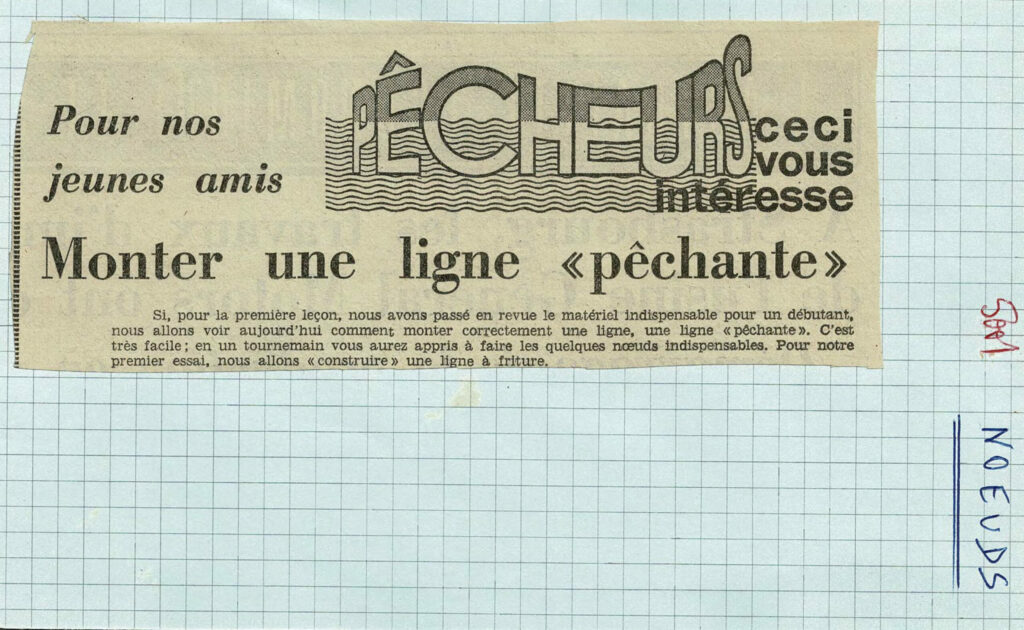 Pour nos
jeunes amis
PÊCHEURS
ceci
vous
intéresse
Monter une ligne «pêchante»
Si, pour la première leçon, nous avons passé en revue le matériel indispensable pour un débutant,
nous allons voir aujourd'hui comment monter correctement une ligne, une ligne «pêchante». C'est
très facile; en un tournemain vous aurez appris à faire les quelques nœuds indispensables. Pour notre
premier essai, nous allons «construire» une ligne à friture.
NOEUDS